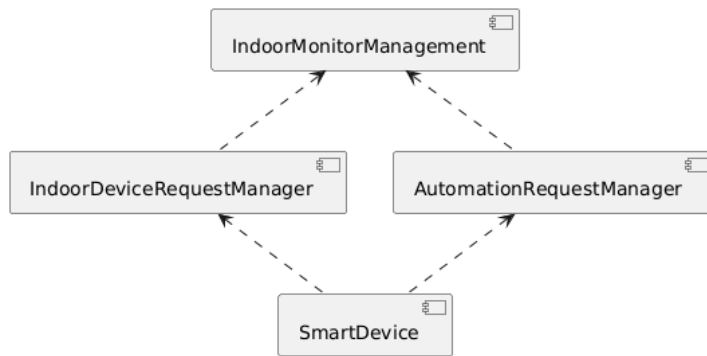 IndoorMonitorManagement
IndoorDeviceRequestManager
AutomationRequestManager
SmartDevice